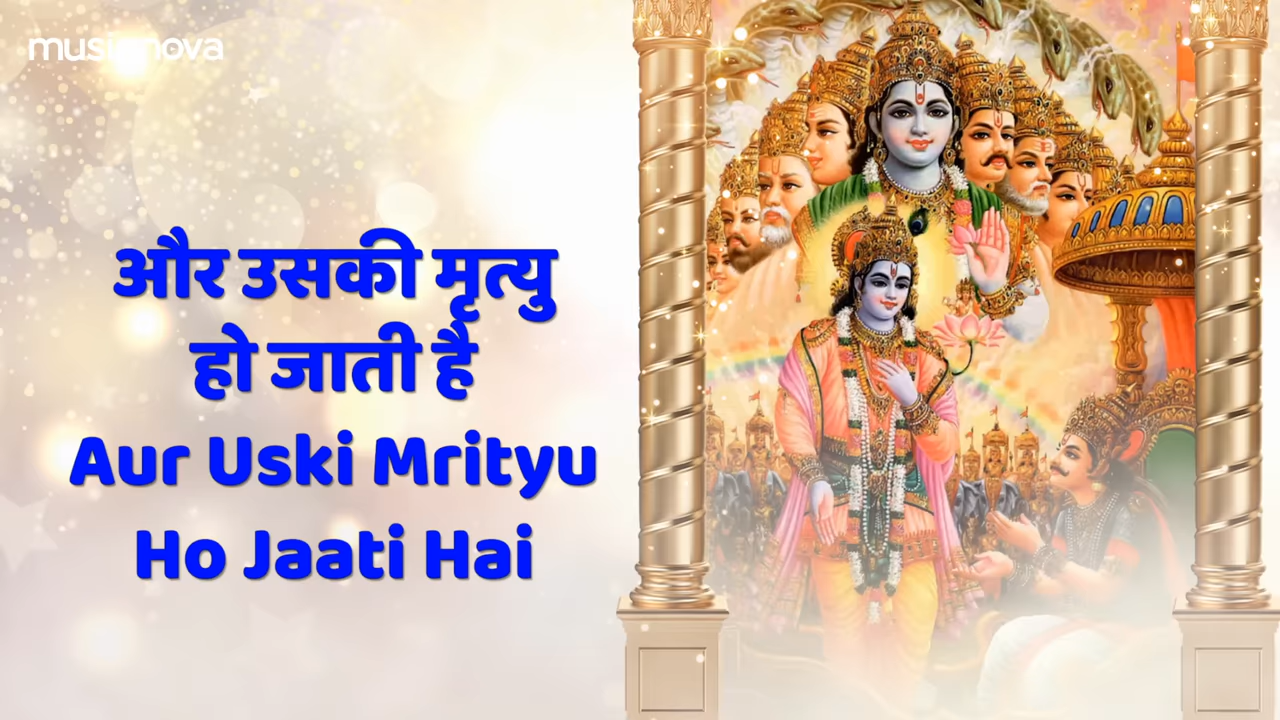 musicnova
और उसकी मृत्यु
हो जाती है
Aur Uski Mrityu
Ho Jaati Hai